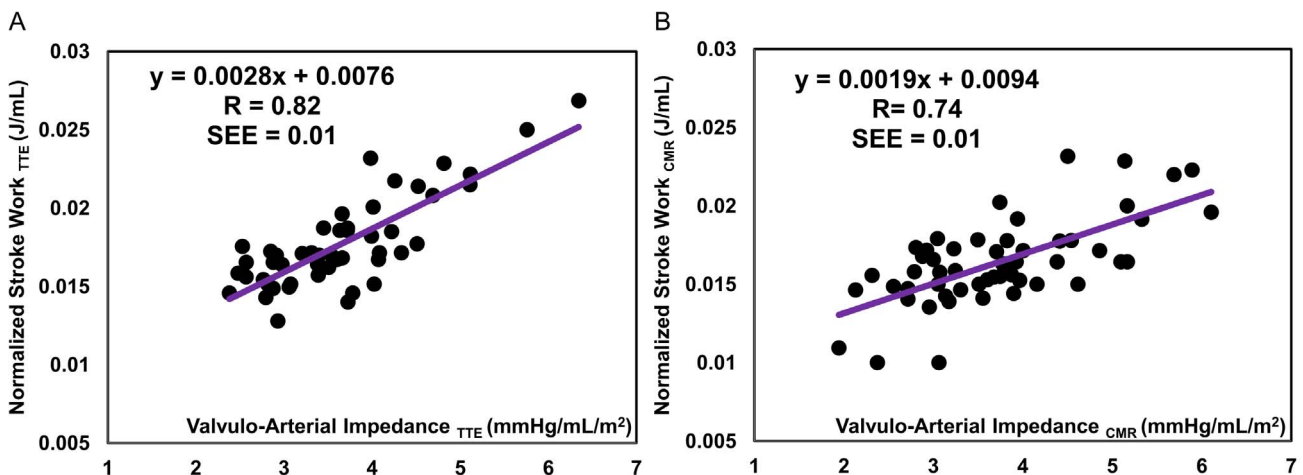 A
Normalized Stroke Work TTE (J/mL)
0.03
0.025
0.02
0.015
0.01
0.005
y = 0.0028x + 0.0076
R = 0.82
SEE = 0.01
Valvulo-Arterial Impedance TTE (mmHg/mL/m²)
1 2 3 4 5 6 7
B
Normalized Stroke Work CMR (J/mL)
0.03
0.025
0.02
0.015
0.01
0.005
y = 0.0019x + 0.0094
R= 0.74
SEE = 0.01
Valvulo-Arterial Impedance CMR (mmHg/mL/m²)
1 2 3 4 5 6 7